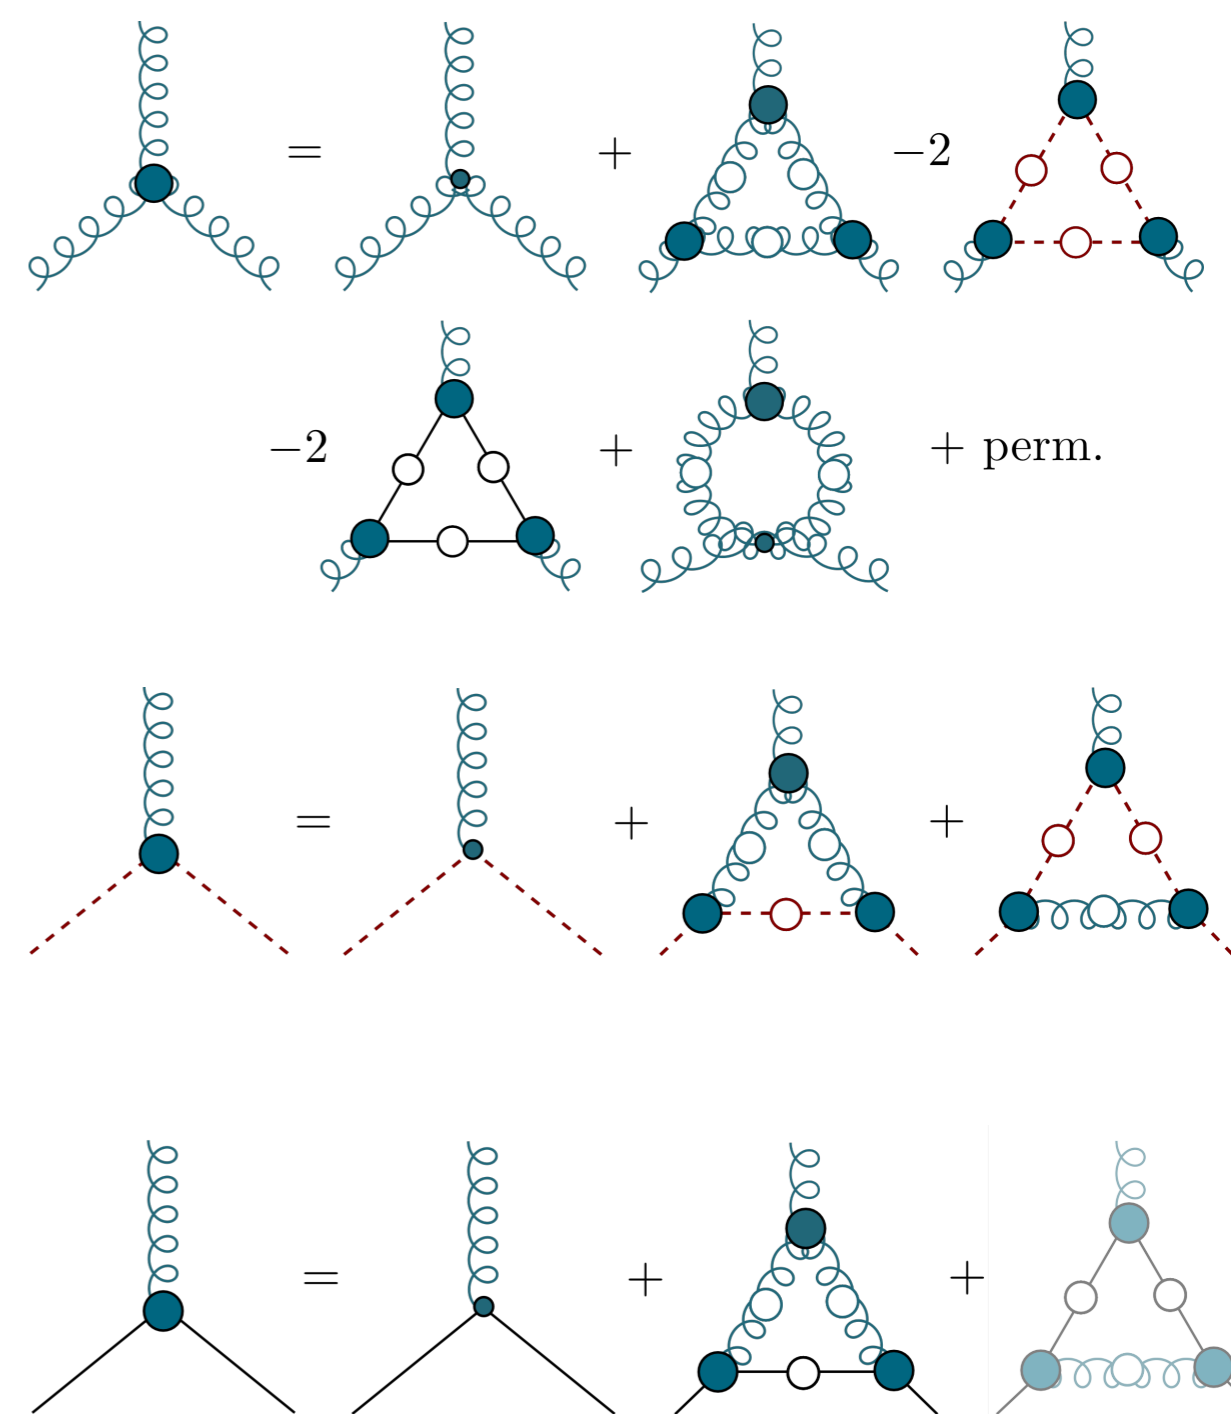 = + −2
−2 + + perm.
= + +
= + +